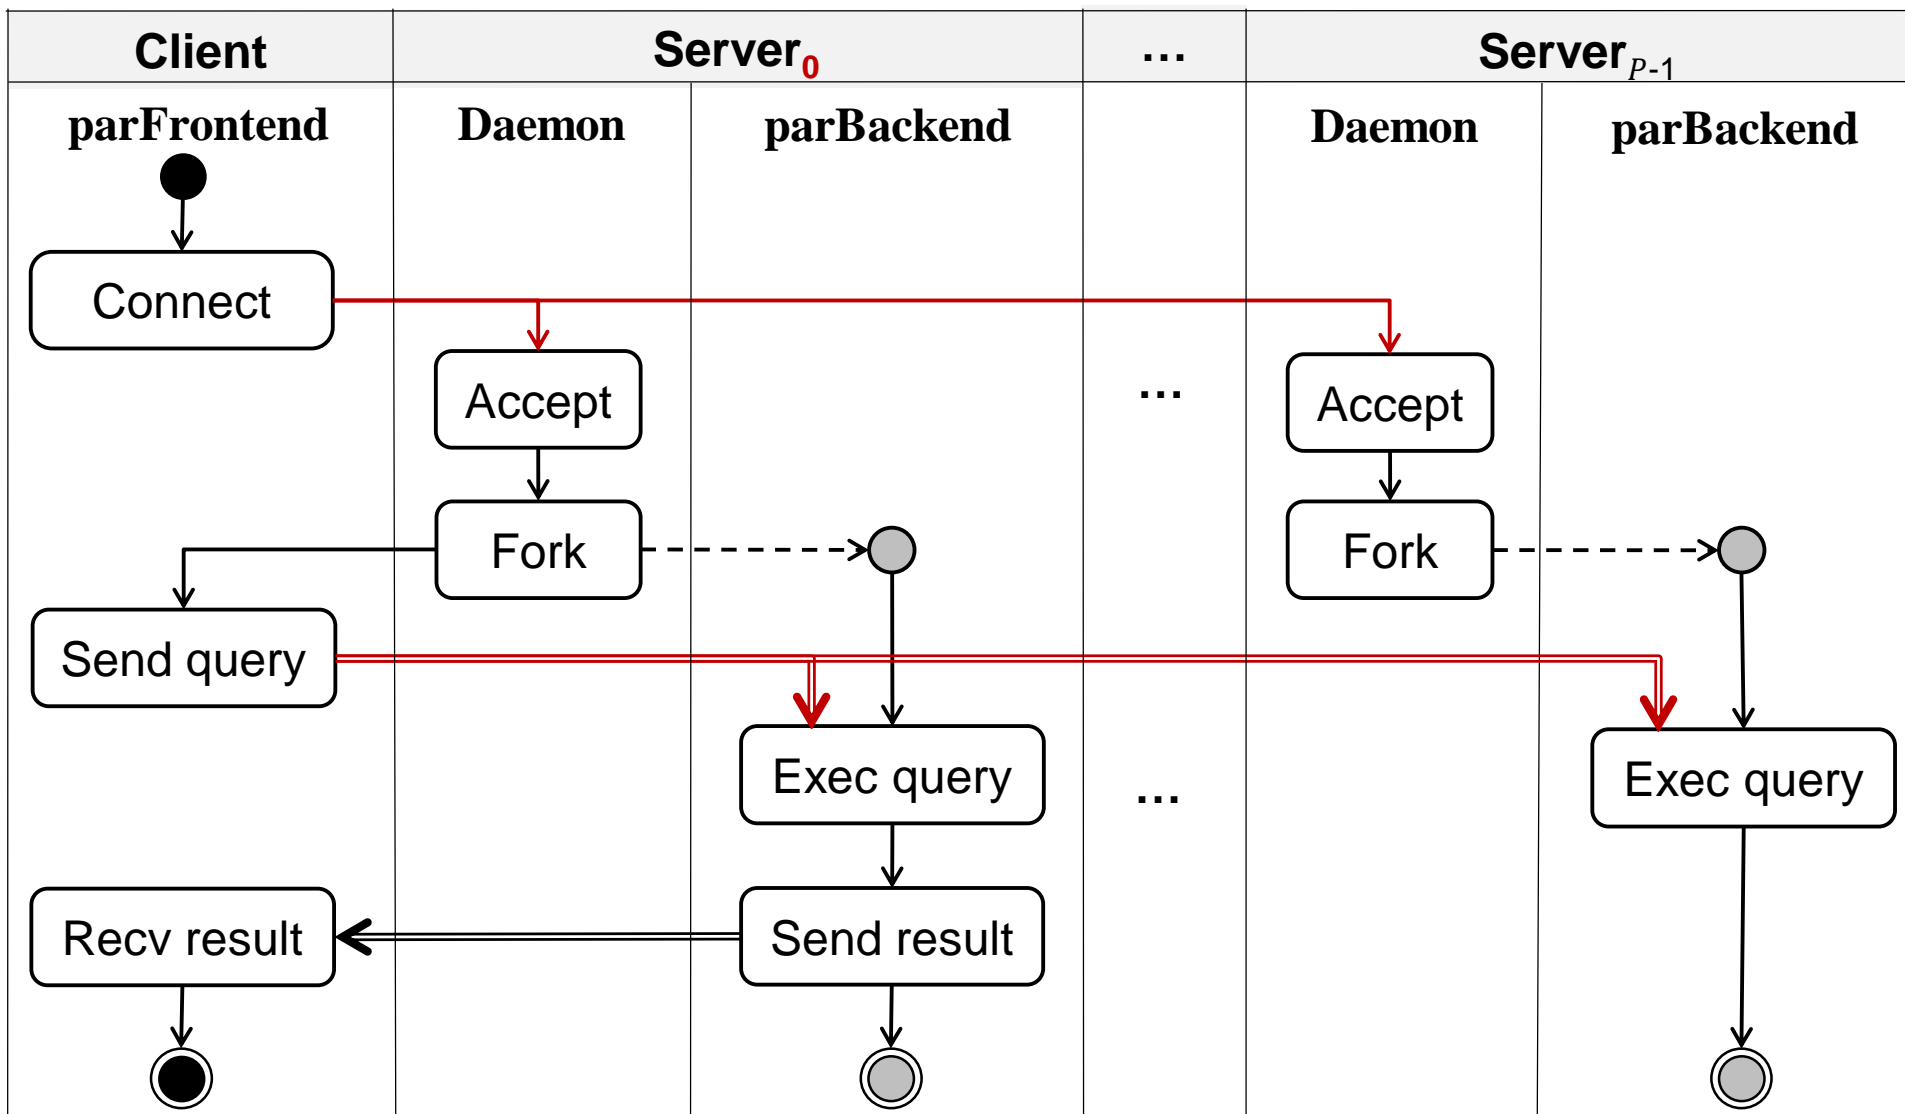 Client Server0 ... ServerP-1
parFrontend Daemon parBackend Daemon parBackend
Connect
Accept ... Accept
Fork Fork
Send query
Exec query ... Exec query
Recv result Send result